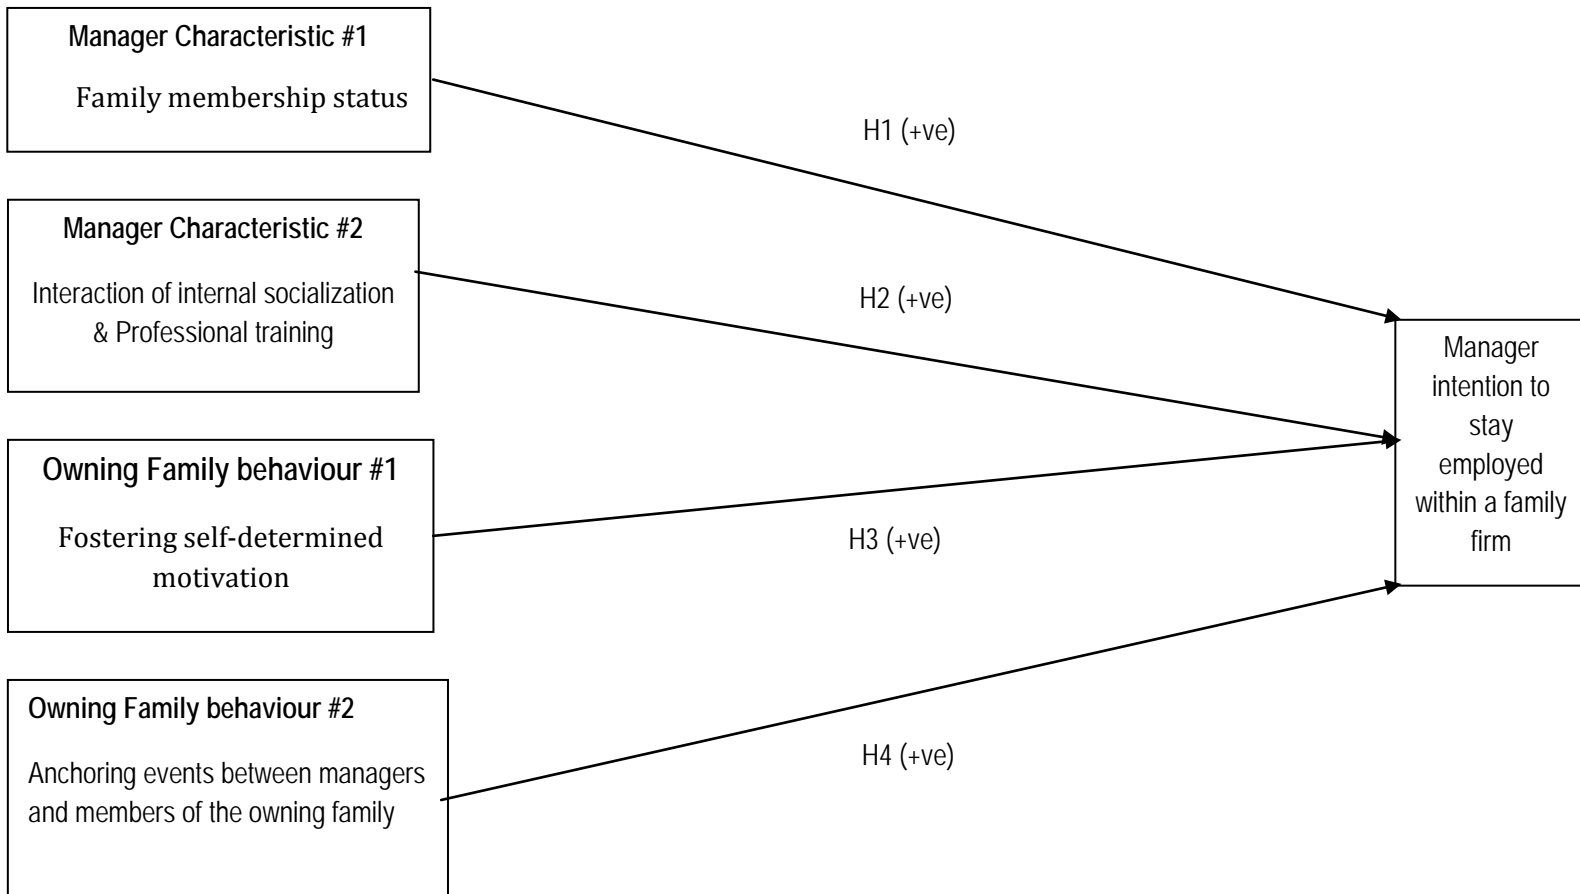 Manager Characteristic #1
Family membership status
H1 (+ve)
Manager Characteristic #2
Interaction of internal socialization
& Professional training
H2 (+ve)
Owning Family behaviour #1
Fostering self-determined
motivation
H3 (+ve)
Owning Family behaviour #2
Anchoring events between managers
and members of the owning family
H4 (+ve)
Manager
intention to
stay
employed
within a family
firm